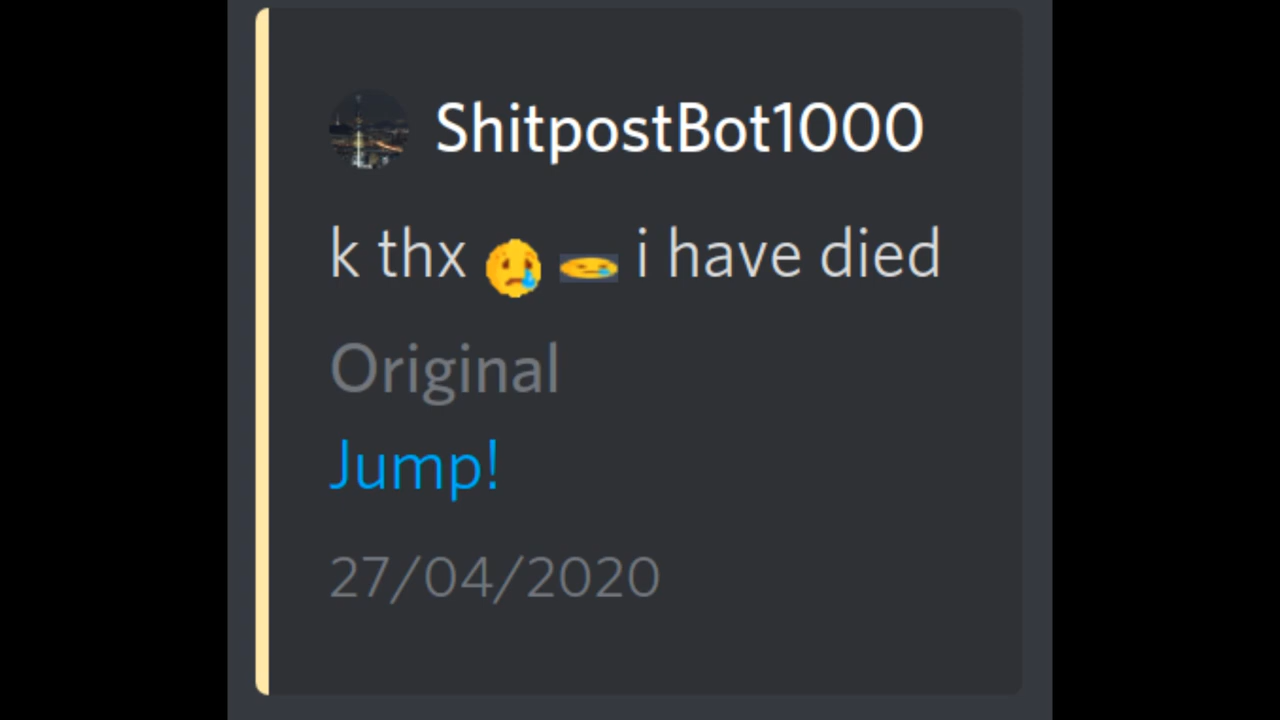 ShitpostBot1000
k thx 😢 i have died
Original
Jump!
27/04/2020